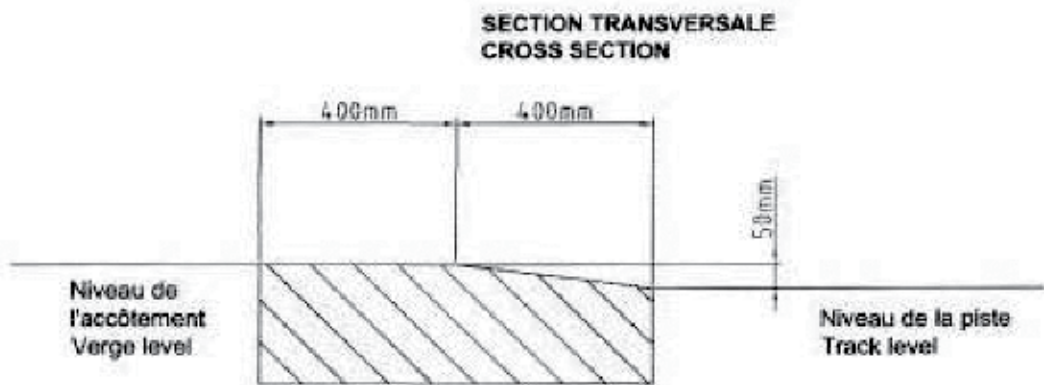 SECTION TRANSVERSALE
CROSS SECTION
400mm
400mm
50mm
Niveau de
l'accôtement
Verge level
Niveau de la piste
Track level